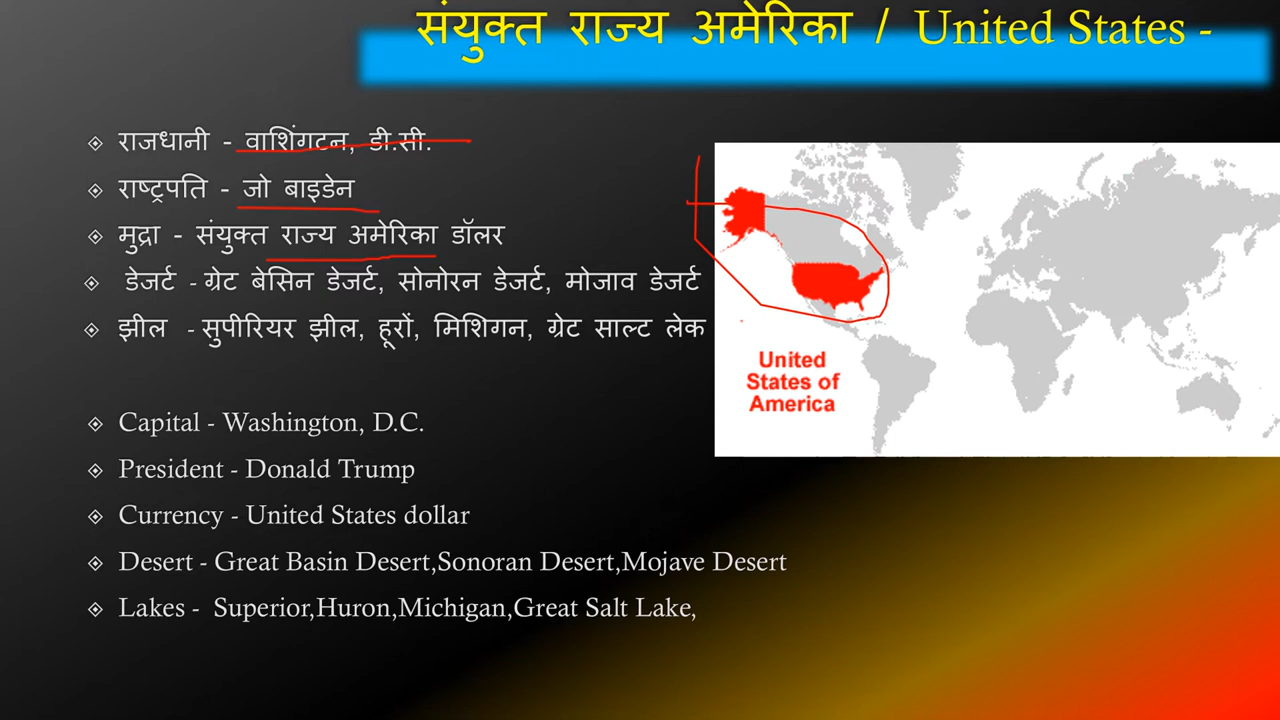 संयुक्त राज्य अमेरिका / United States -
राजधानी - वाशिंगटन, डी.सी.
राष्ट्रपति - जो बाइडेन
मुद्रा - संयुक्त राज्य अमेरिका डॉलर
डेजर्ट - ग्रेट बेसिन डेजर्ट, सोनोरन डेजर्ट, मोजाव डेजर्ट
झील - सुपीरियर झील, हूरों, मिशिगन, ग्रेट साल्ट लेक
Capital - Washington, D.C.
President - Donald Trump
Currency - United States dollar
Desert - Great Basin Desert,Sonoran Desert,Mojave Desert
Lakes - Superior,Huron,Michigan,Great Salt Lake,
United
States of
America